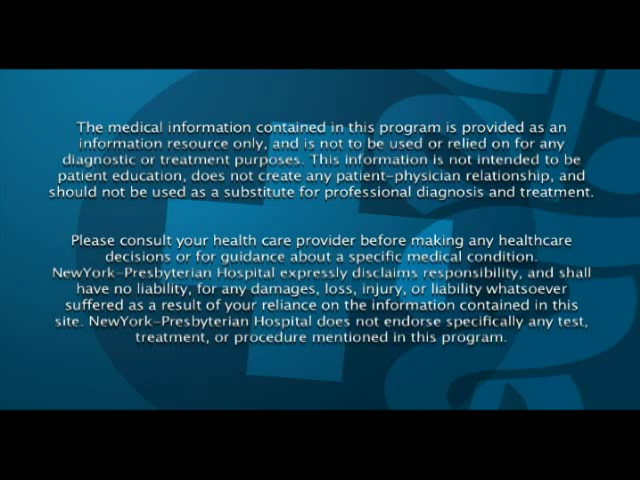 The medical information contained in this program is provided as an
information resource only, and is not to be used or relied on for any
diagnostic or treatment purposes. This information is not intended to be
patient education, does not create any patient-physician relationship, and
should not be used as a substitute for professional diagnosis and treatment.
Please consult your health care provider before making any healthcare
decisions or for guidance about a specific medical condition.
NewYork-Presbyterian Hospital expressly disclaims responsibility, and shall
have no liability, for any damages, loss, injury, or liability whatsoever
suffered as a result of your reliance on the information contained in this
site. NewYork-Presbyterian Hospital does not endorse specifically any test,
treatment, or procedure mentioned in this program.